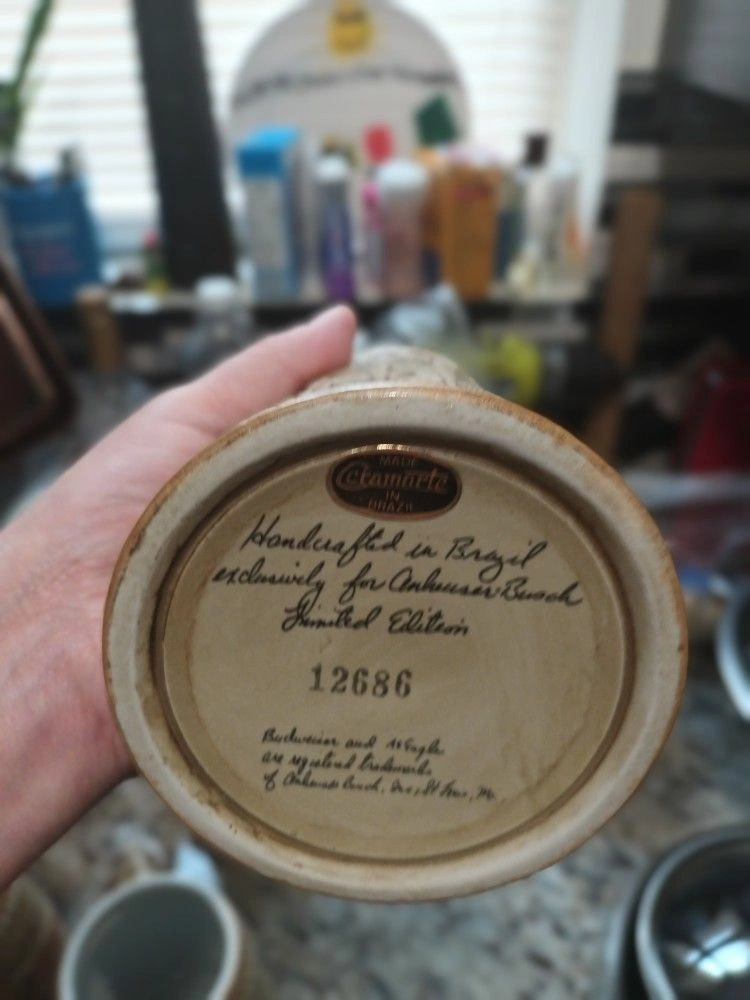 MADE
Ceramarte
IN
BRAZIL
Handcrafted in Brazil
exclusively for Anheuser Busch
Limited Edition
12686
Budweiser and A & Eagle
are registered trademarks
of Anheuser Busch, Inc., St. Louis, Mo.